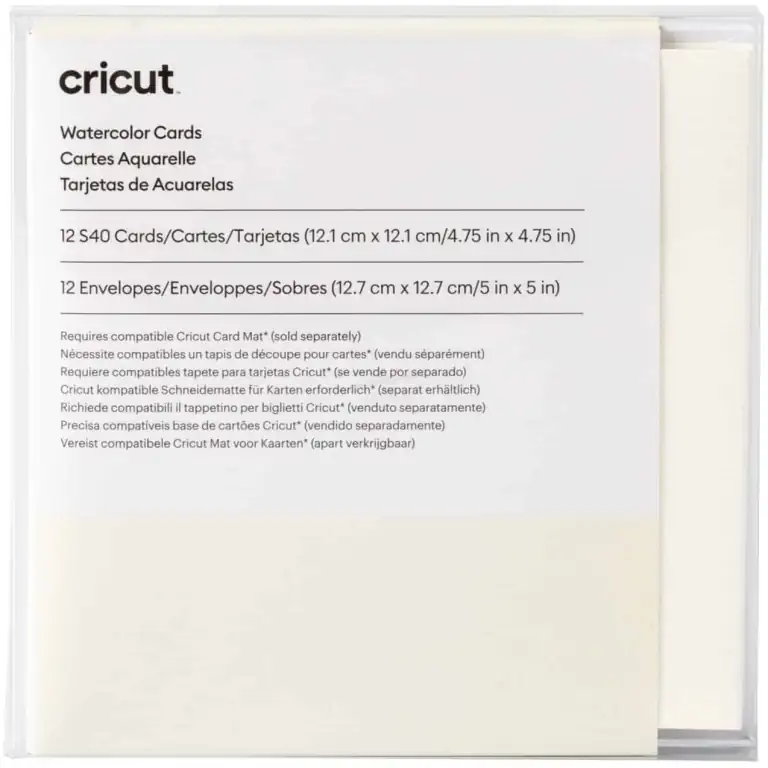 cricut
Watercolor Cards
Cartes Aquarelle
Tarjetas de Acuarelas
12 S40 Cards/Cartes/Tarjetas (12.1 cm x 12.1 cm/4.75 in x 4.75 in)
12 Envelopes/Enveloppes/Sobres (12.7 cm x 12.7 cm/5 in x 5 in)
Requires compatible Cricut Card Mat* (sold separately)
Nécessite compatibles un tapis de découpe pour cartes* (vendu séparément)
Requiere compatibles tapete para tarjetas Cricut* (se vende por separado)
Cricut kompatible Schneidematte für Karten erforderlich* (separat erhältlich)
Richiede compatibili il tappetino per biglietti Cricut* (venduto separatamente)
Precisa compatíveis base de cartões Cricut* (vendido separadamente)
Vereist compatibele Cricut Mat voor Kaarten* (apart verkrijgbaar)